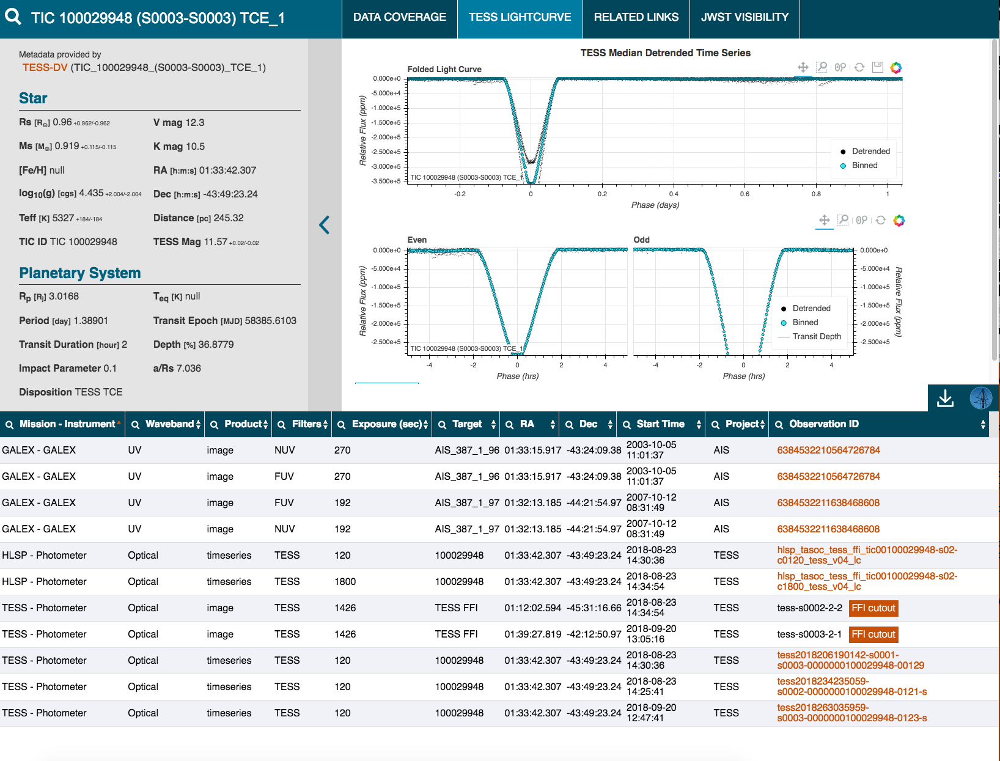 TIC 100029948 (S0003-S0003) TCE_1
DATA COVERAGE
TESS LIGHTCURVE
RELATED LINKS
JWST VISIBILITY
Metadata provided by
TESS-DV (TIC_100029948_(S0003-S0003)_TCE_1)
Star
Rs [R⊙] 0.96 +0.962/-0.962
V mag 12.3
Ms [M⊙] 0.919 +0.115/-0.115
K mag 10.5
[Fe/H] null
RA [h:m:s] 01:33:42.307
log10(g) [cgs] 4.435 +2.004/-2.004
Dec [h:m:s] -43:49:23.24
Teff [K] 5327 +184/-184
Distance [pc] 245.32
TIC ID TIC 100029948
TESS Mag 11.57 +0.02/-0.02
Planetary System
Rp [Rj] 3.0168
Teq [K] null
Period [day] 1.38901
Transit Epoch [MJD] 58385.6103
Transit Duration [hour] 2
Depth [%] 36.8779
Impact Parameter 0.1
a/Rs 7.036
Disposition TESS TCE
TESS Median Detrended Time Series
Folded Light Curve
Relative Flux (ppm)
0.000e+0
-5.000e+4
-1.000e+5
-1.500e+5
-2.000e+5
-2.500e+5
-3.000e+5
-3.500e+5
TIC 100029948 (S0003-S0003) TCE_1
Detrended
Binned
-0.2 0 0.2 0.4 0.6 0.8 1
Phase (days)
Even
Relative Flux (ppm)
0.000e+0
-5.000e+4
-1.000e+5
-1.500e+5
-2.000e+5
-2.500e+5
TIC 100029948 (S0003-S0003) TCE_1
-4 -2 0 2 4
Phase (hrs)
Odd
0.000e+0
-5.000e+4
-1.000e+5
-1.500e+5
-2.000e+5
-2.500e+5
Relative Flux (ppm)
Detrended
Binned
Transit Depth
-4 -2 0 2 4
Phase (hrs)
Mission - Instrument Waveband Product Filters Exposure (sec) Target RA Dec Start Time Project Observation ID
GALEX - GALEX UV image NUV 270 AIS_387_1_96 01:33:15.917 -43:24:09.38 2003-10-05 11:01:37 AIS 6384532210564726784
GALEX - GALEX UV image FUV 270 AIS_387_1_96 01:33:15.917 -43:24:09.38 2003-10-05 11:01:37 AIS 6384532210564726784
GALEX - GALEX UV image FUV 192 AIS_387_1_97 01:32:13.185 -44:21:54.97 2007-10-12 08:31:49 AIS 6384532211638468608
GALEX - GALEX UV image NUV 192 AIS_387_1_97 01:32:13.185 -44:21:54.97 2007-10-12 08:31:49 AIS 6384532211638468608
HLSP - Photometer Optical timeseries TESS 120 100029948 01:33:42.307 -43:49:23.24 2018-08-23 14:30:36 TESS hlsp_tasoc_tess_ffi_tic00100029948-s02-c0120_tess_v04_lc
HLSP - Photometer Optical timeseries TESS 1800 100029948 01:33:42.307 -43:49:23.24 2018-08-23 14:34:54 TESS hlsp_tasoc_tess_ffi_tic00100029948-s02-c1800_tess_v04_lc
TESS - Photometer Optical image TESS 1426 TESS FFI 01:12:02.594 -45:31:16.66 2018-08-23 14:34:54 TESS tess-s0002-2-2 FFI cutout
TESS - Photometer Optical image TESS 1426 TESS FFI 01:39:27.819 -42:12:50.97 2018-09-20 13:05:16 TESS tess-s0003-2-1 FFI cutout
TESS - Photometer Optical timeseries TESS 120 100029948 01:33:42.307 -43:49:23.24 2018-08-23 14:30:36 TESS tess2018206190142-s0001-s0003-0000000100029948-00129
TESS - Photometer Optical timeseries TESS 120 100029948 01:33:42.307 -43:49:23.24 2018-08-23 14:25:41 TESS tess2018234235059-s0002-0000000100029948-0121-s
TESS - Photometer Optical timeseries TESS 120 100029948 01:33:42.307 -43:49:23.24 2018-09-20 12:47:41 TESS tess2018263035959-s0003-0000000100029948-0123-s